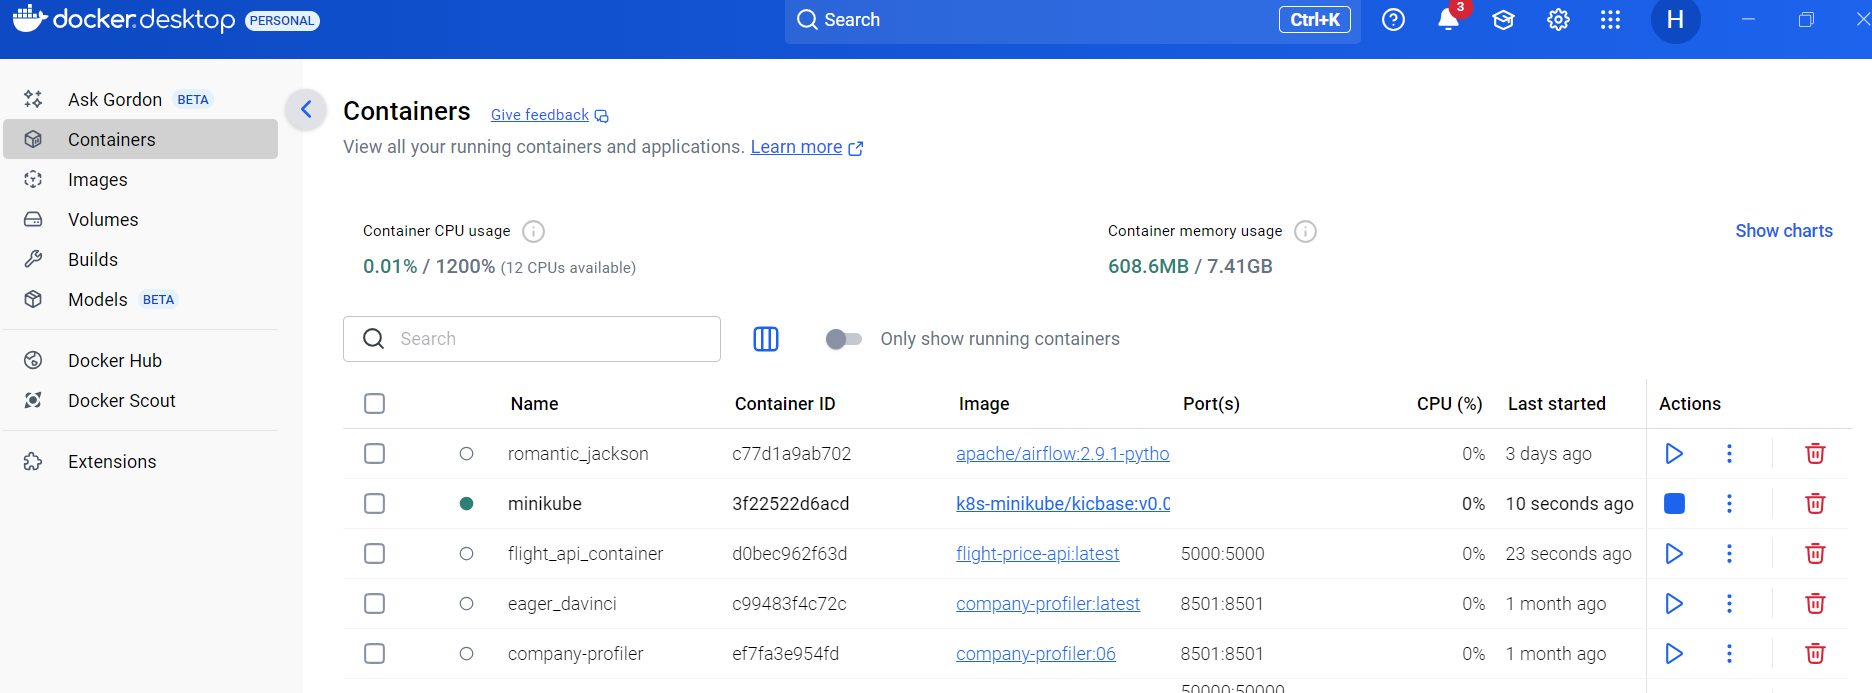 docker.desktop PERSONAL
Search
Ctrl+K
3
H
Ask Gordon BETA
Containers
Images
Volumes
Builds
Models BETA
Docker Hub
Docker Scout
Extensions
Containers Give feedback
View all your running containers and applications. Learn more
Container CPU usage
0.01% / 1200% (12 CPUs available)
Container memory usage
608.6MB / 7.41GB
Show charts
Search
Only show running containers
Name Container ID Image Port(s) CPU (%) Last started Actions
romantic_jackson c77d1a9ab702 apache/airflow:2.9.1-pytho 0% 3 days ago
minikube 3f22522d6acd k8s-minikube/kicbase:v0.0 0% 10 seconds ago
flight_api_container d0bec962f63d flight-price-api:latest 5000:5000 0% 23 seconds ago
eager_davinci c99483f4c72c company-profiler:latest 8501:8501 0% 1 month ago
company-profiler ef7fa3e954fd company-profiler:06 8501:8501 0% 1 month ago
50000:50000